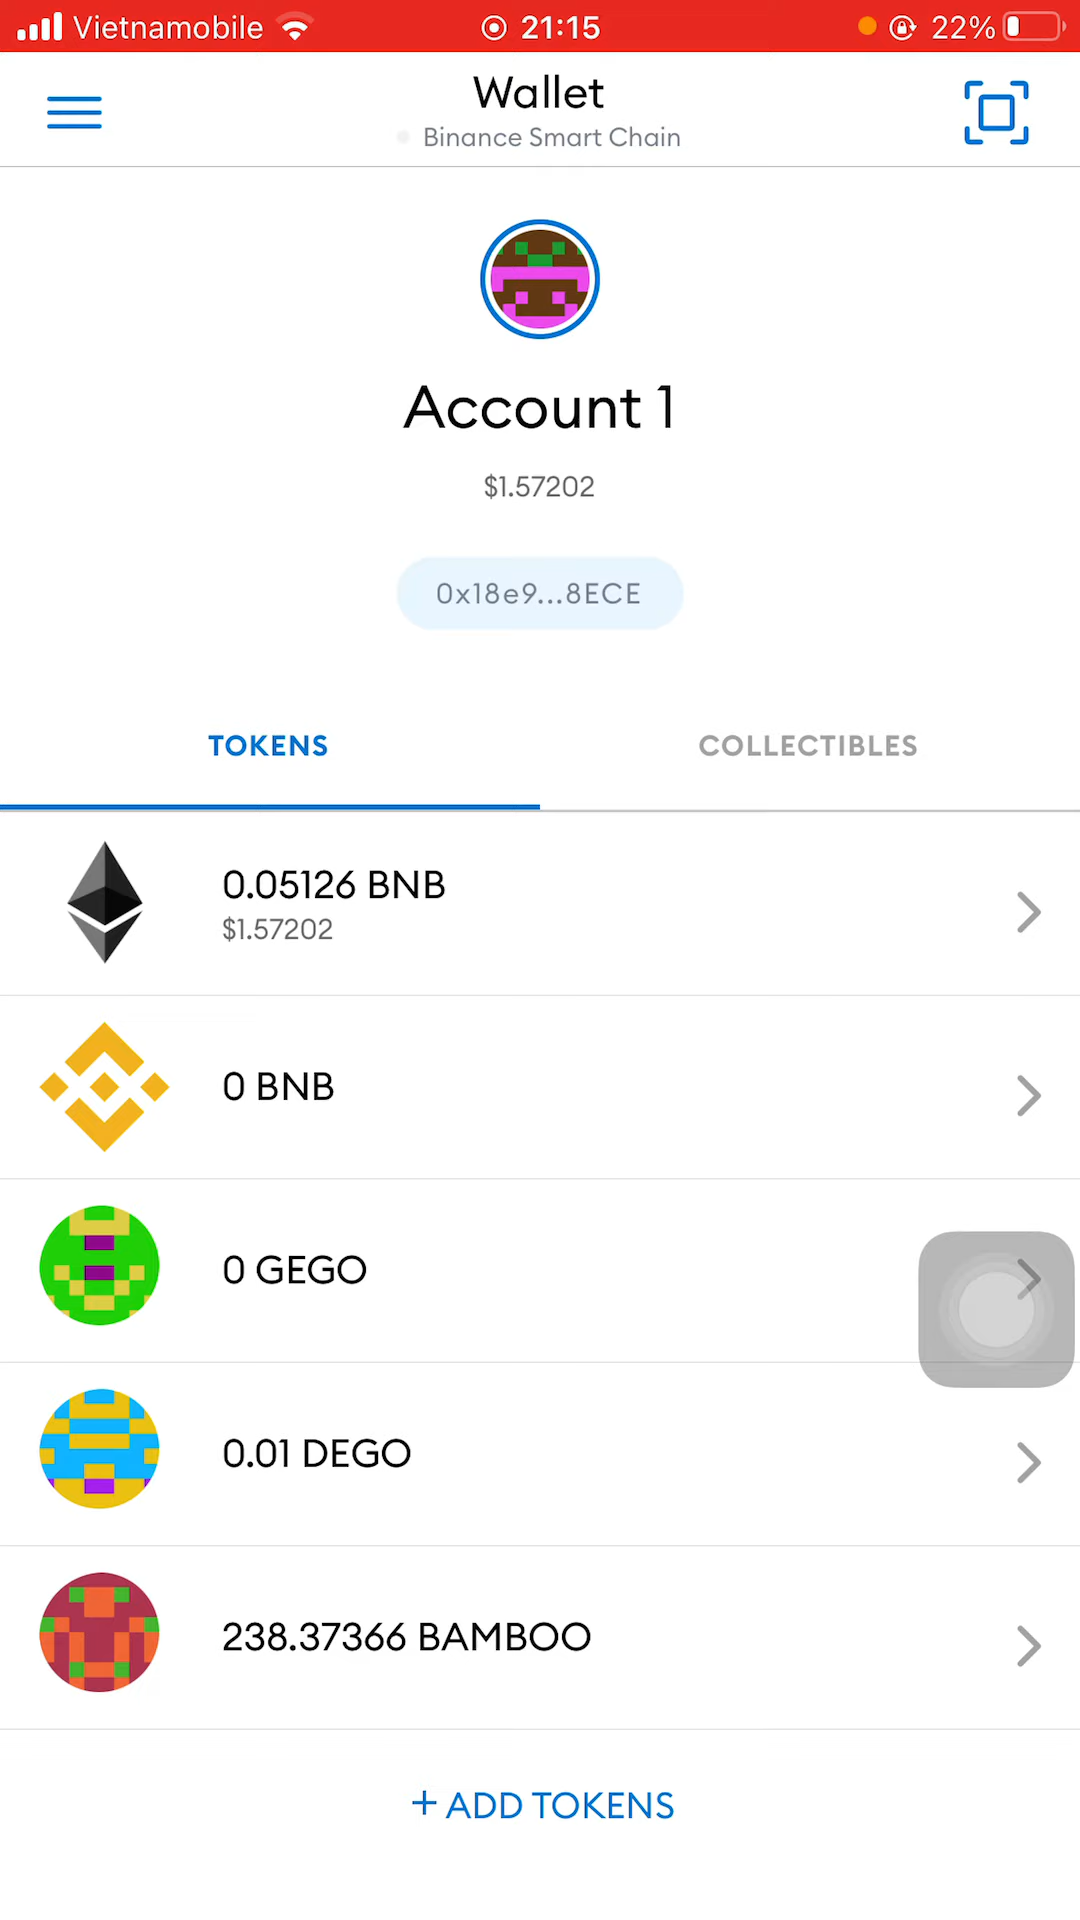 Vietnamobile 21:15 22%
Wallet
Binance Smart Chain
Account 1
$1.57202
0x18e9...8ECE
TOKENS COLLECTIBLES
0.05126 BNB
$1.57202
0 BNB
0 GEGO
0.01 DEGO
238.37366 BAMBOO
+ ADD TOKENS